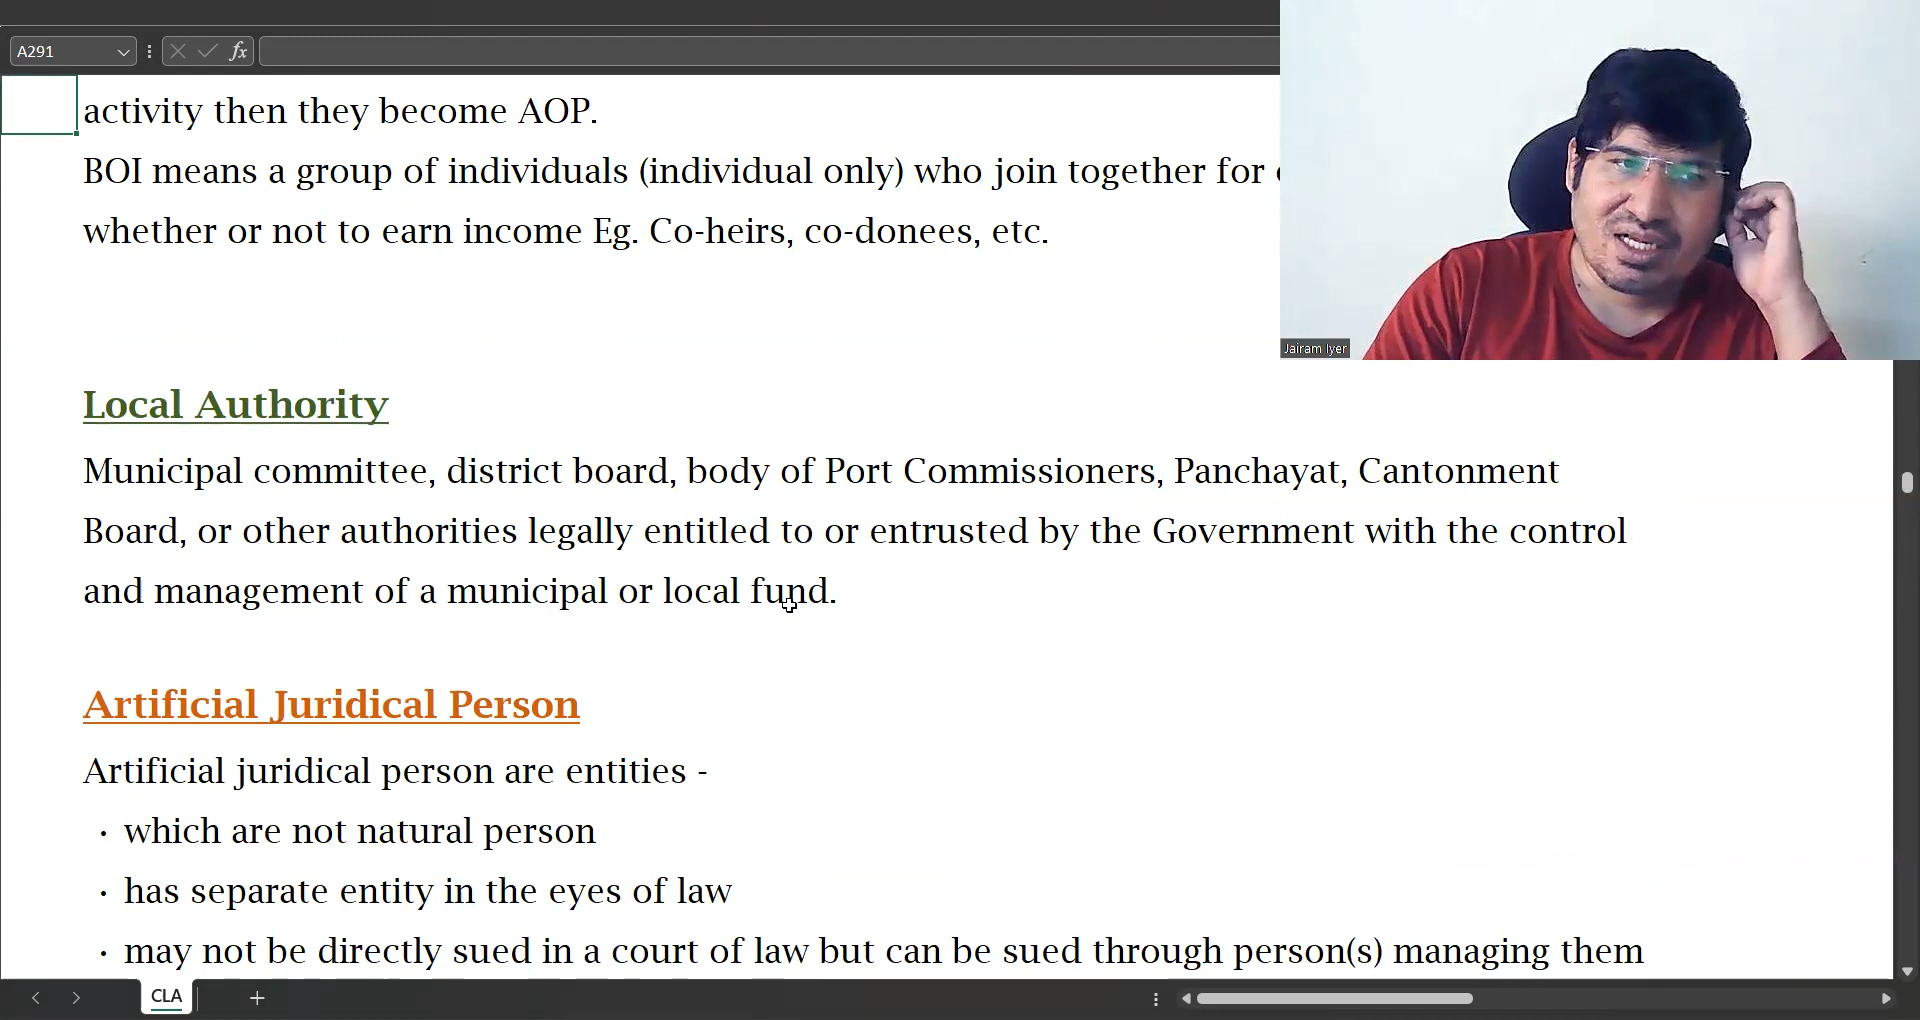 A291
fx
activity then they become AOP.
BOI means a group of individuals (individual only) who join together for
whether or not to earn income Eg. Co-heirs, co-donees, etc.
Jairam Iyer
Local Authority
Municipal committee, district board, body of Port Commissioners, Panchayat, Cantonment
Board, or other authorities legally entitled to or entrusted by the Government with the control
and management of a municipal or local fund.
Artificial Juridical Person
Artificial juridical person are entities -
• which are not natural person
• has separate entity in the eyes of law
• may not be directly sued in a court of law but can be sued through person(s) managing them
CLA